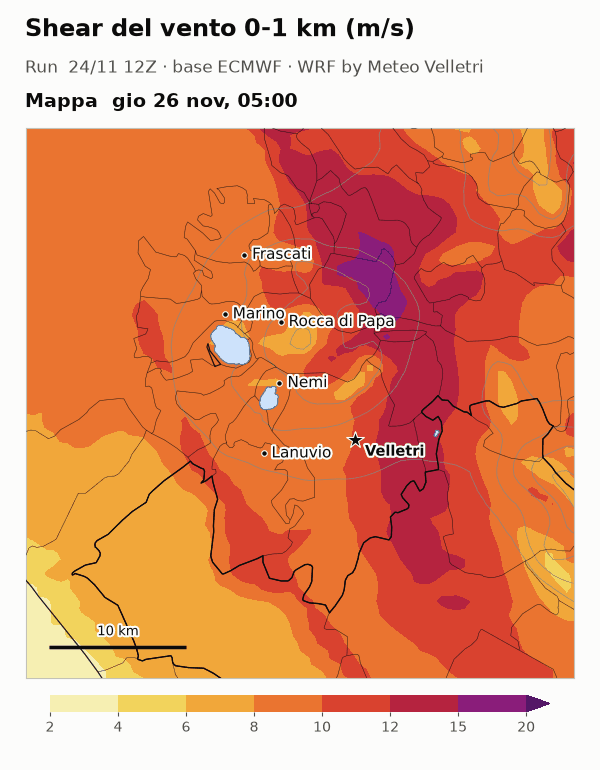 Shear del vento 0-1 km (m/s)
Run  24/11 12Z · base ECMWF · WRF by Meteo Velletri
Mappa  gio 26 nov, 05:00
Frascati
Marino
Rocca di Papa
Nemi
Velletri
Lanuvio
10 km
2 4 6 8 10 12 15 20